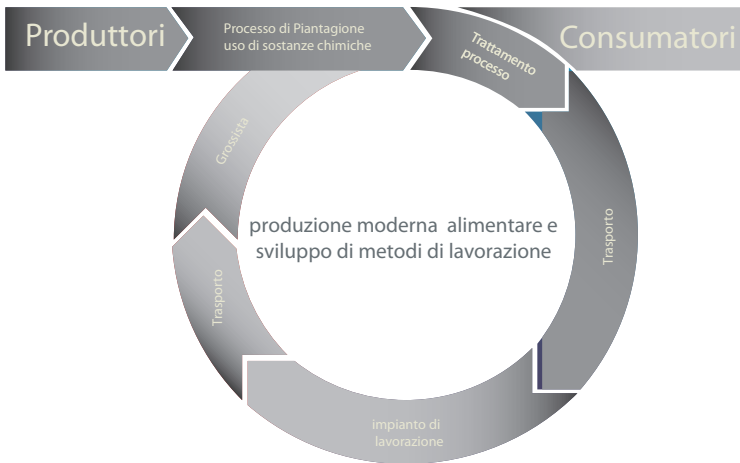 Produttori
Processo di Piantagione
uso di sostanze chimiche
Trattamento
processo
Consumatori
Trasporto
impianto di
lavorazione
Trasporto
Grossista
produzione moderna alimentare e
sviluppo di metodi di lavorazione